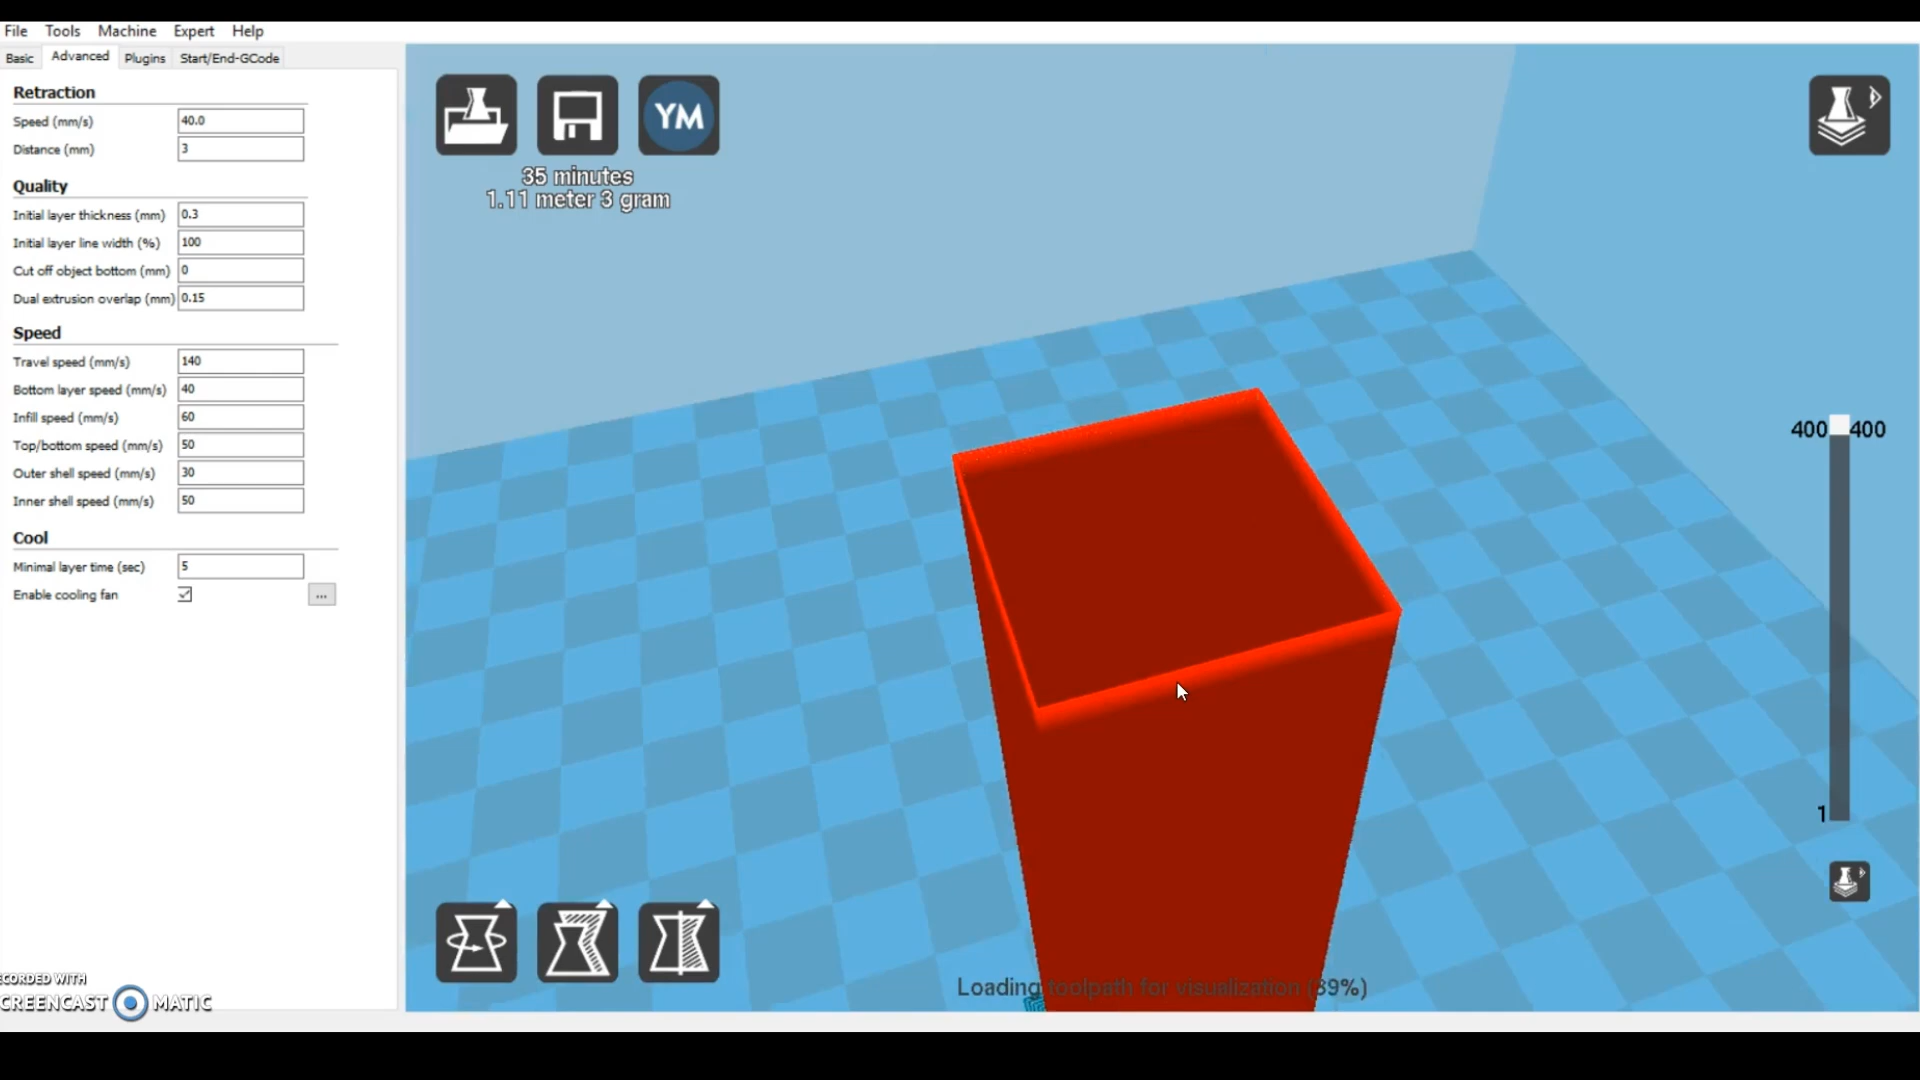 File Tools Machine Expert Help
Basic Advanced Plugins Start/End-GCode
Retraction
Speed (mm/s) 40.0
Distance (mm) 3
Quality
Initial layer thickness (mm) 0.3
Initial layer line width (%) 100
Cut off object bottom (mm) 0
Dual extrusion overlap (mm) 0.15
Speed
Travel speed (mm/s) 140
Bottom layer speed (mm/s) 40
Infill speed (mm/s) 60
Top/bottom speed (mm/s) 50
Outer shell speed (mm/s) 30
Inner shell speed (mm/s) 50
Cool
Minimal layer time (sec) 5
Enable cooling fan ...
YM
35 minutes
1.11 meter 3 gram
400 400
1
Loading toolpath for visualization (39%)
ECORDED WITH
CREENCAST MATIC